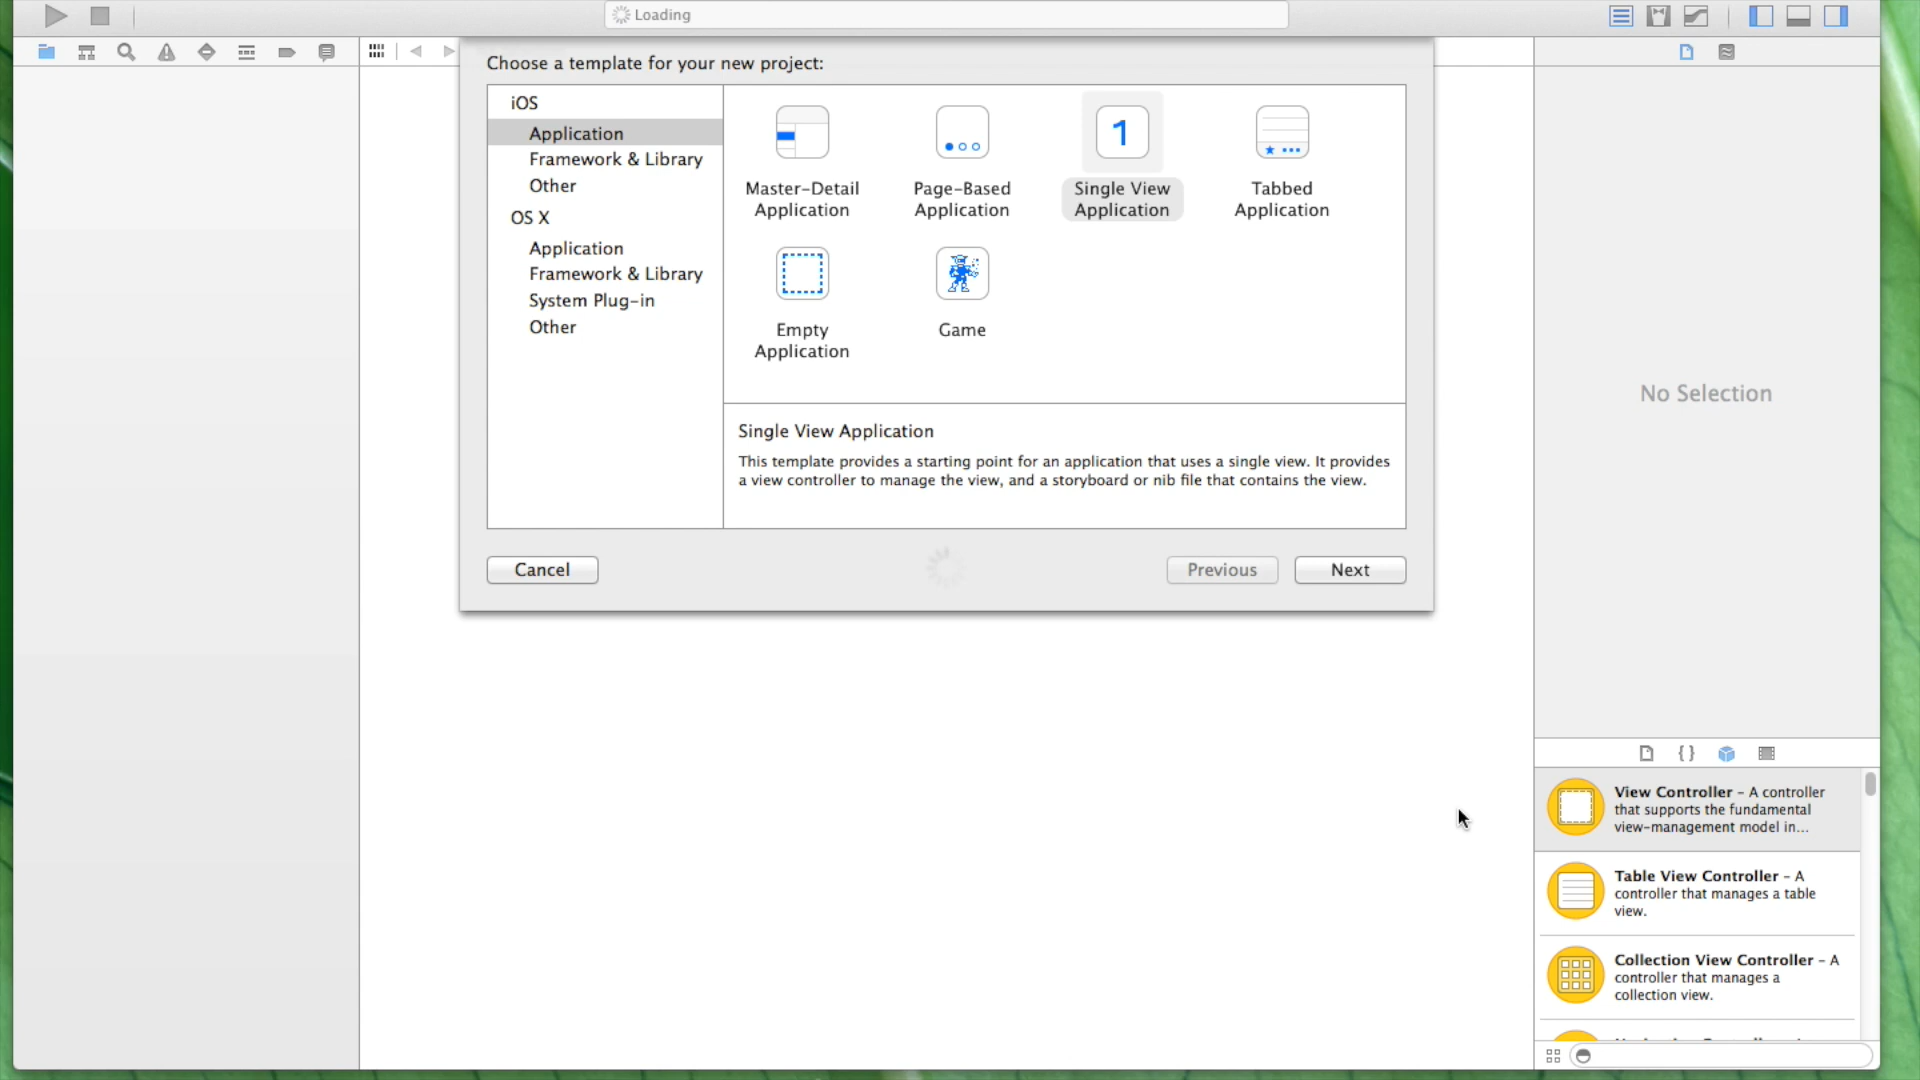 Loading
Choose a template for your new project:
iOS
Application
Framework & Library
Other
OS X
Application
Framework & Library
System Plug-in
Other
Master-Detail
Application
Page-Based
Application
1
Single View
Application
Tabbed
Application
Empty
Application
Game
Single View Application
This template provides a starting point for an application that uses a single view. It provides
a view controller to manage the view, and a storyboard or nib file that contains the view.
Cancel
Previous
Next
No Selection
{ }
View Controller – A controller
that supports the fundamental
view-management model in...
Table View Controller – A
controller that manages a table
view.
Collection View Controller – A
controller that manages a
collection view.